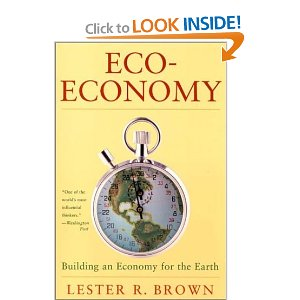 Click to LOOK INSIDE!
ECO-
ECONOMY
"One of the
world's most
influential
thinkers."
—Washington
Post
60
Building an Economy for the Earth
LESTER R. BROWN